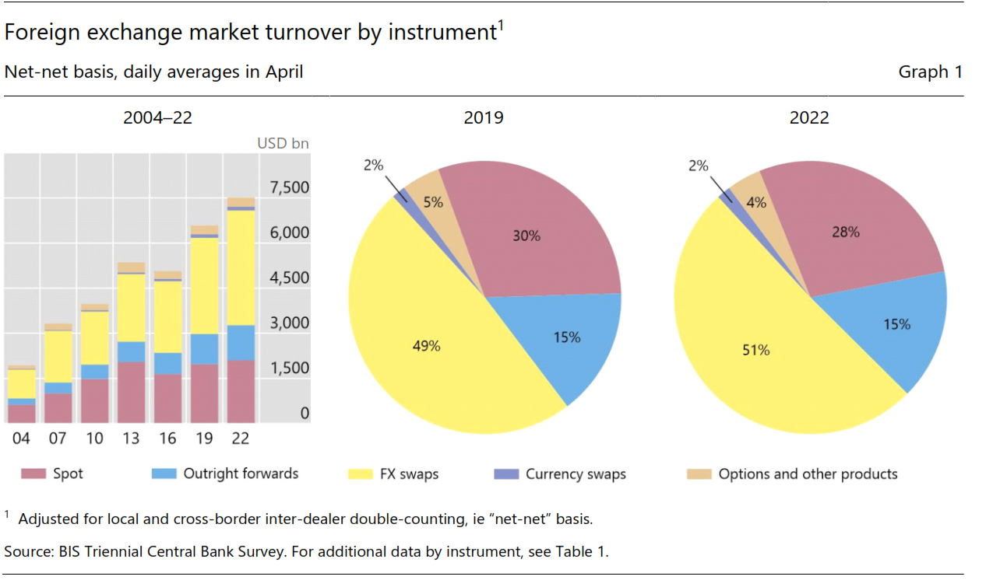 Foreign exchange market turnover by instrument1
Net-net basis, daily averages in April
Graph 1
2004–22
2019
2022
USD bn
7,500
6,000
4,500
3,000
1,500
0
04 07 10 13 16 19 22
2%
5%
30%
15%
49%
2%
4%
28%
15%
51%
Spot
Outright forwards
FX swaps
Currency swaps
Options and other products
1 Adjusted for local and cross-border inter-dealer double-counting, ie “net-net” basis.
Source: BIS Triennial Central Bank Survey. For additional data by instrument, see Table 1.